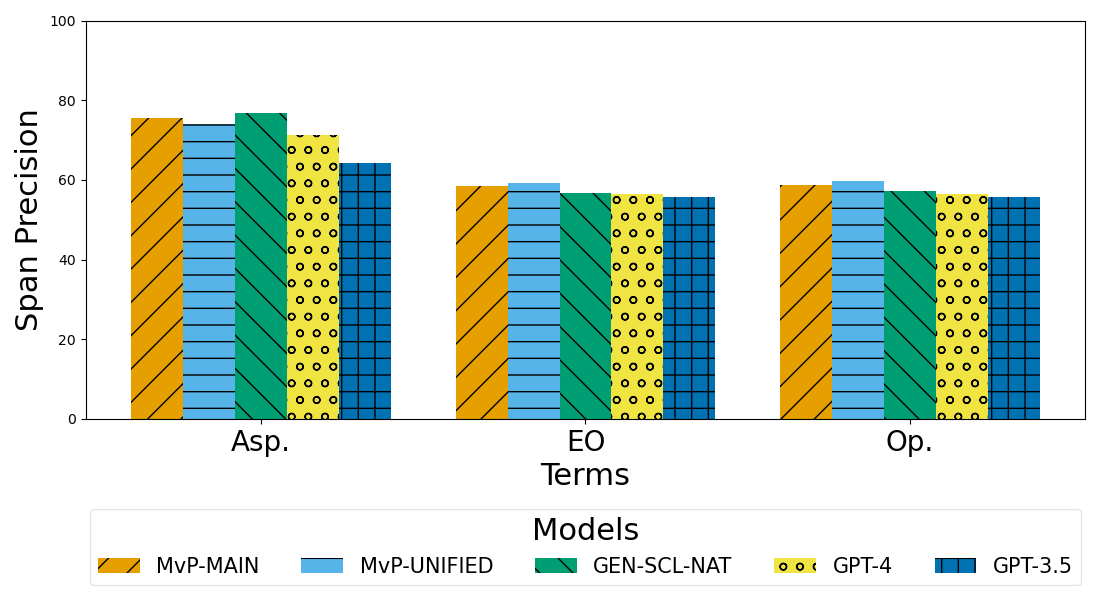 100
80
60
40
20
0
Span Precision
Asp. EO Op.
Terms
Models
MvP-MAIN MvP-UNIFIED GEN-SCL-NAT GPT-4 GPT-3.5